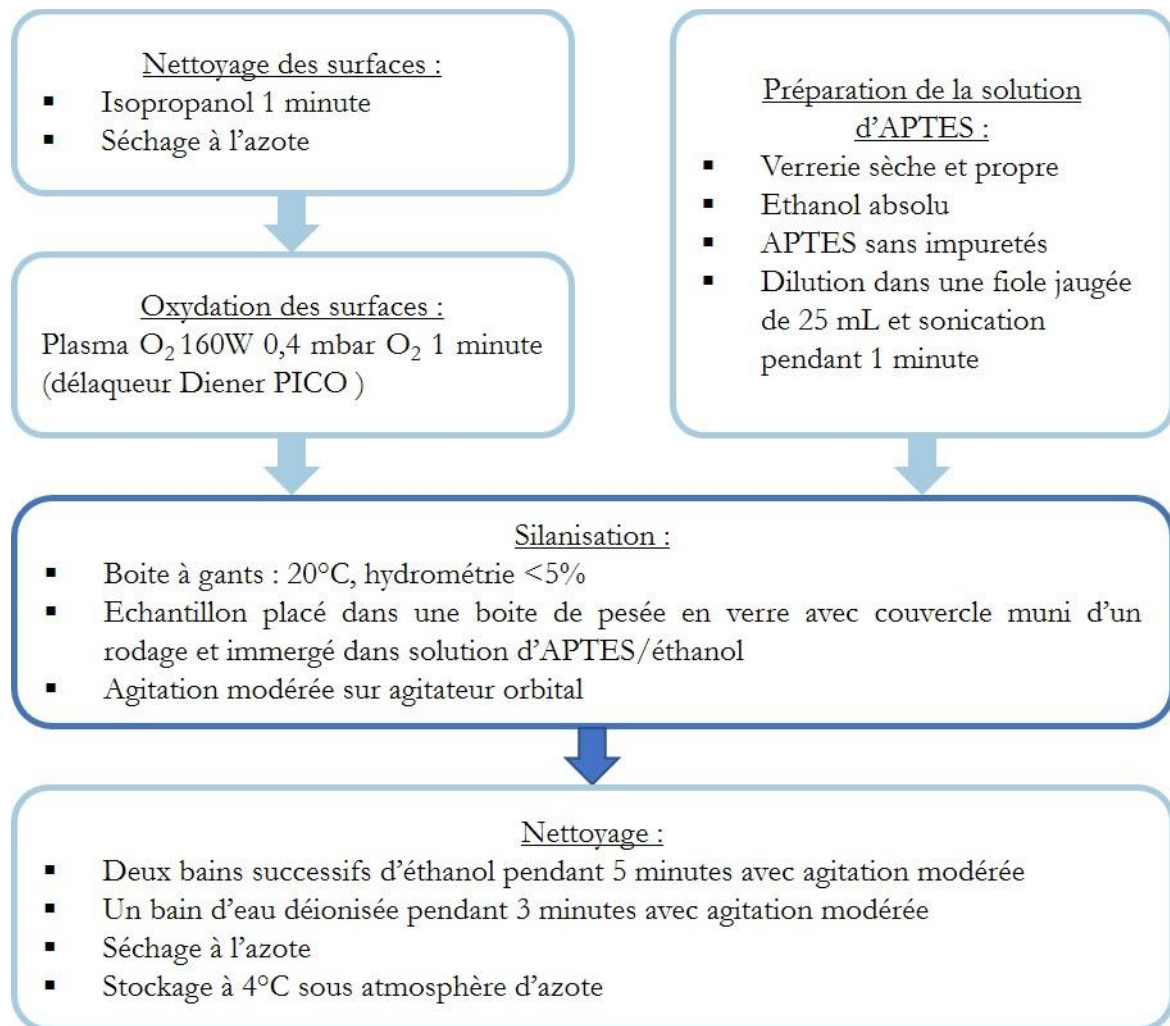 Nettoyage des surfaces :
▪ Isopropanol 1 minute
▪ Séchage à l'azote
Oxydation des surfaces :
Plasma O₂ 160W 0,4 mbar O₂ 1 minute
(délaqueur Diener PICO )
Préparation de la solution
d'APTES :
▪ Verrerie sèche et propre
▪ Ethanol absolu
▪ APTES sans impuretés
▪ Dilution dans une fiole jaugée
de 25 mL et sonication
pendant 1 minute
Silanisation :
▪ Boite à gants : 20°C, hydrométrie <5%
▪ Echantillon placé dans une boite de pesée en verre avec couvercle muni d'un
rodage et immergé dans solution d'APTES/éthanol
▪ Agitation modérée sur agitateur orbital
Nettoyage :
▪ Deux bains successifs d'éthanol pendant 5 minutes avec agitation modérée
▪ Un bain d'eau déionisée pendant 3 minutes avec agitation modérée
▪ Séchage à l'azote
▪ Stockage à 4°C sous atmosphère d'azote